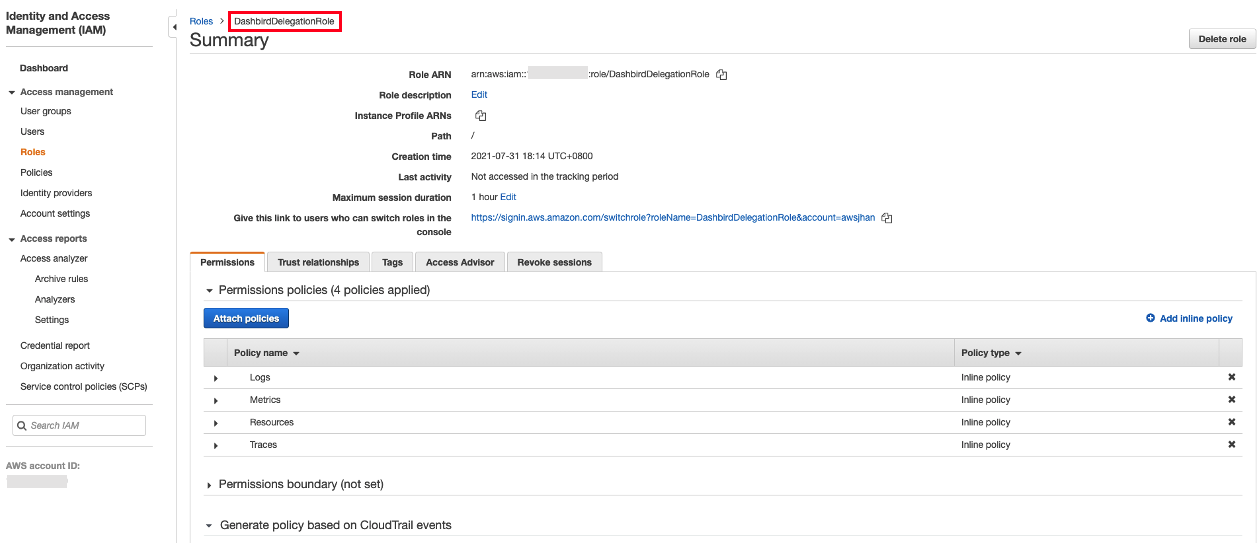 Identity and Access
Management (IAM)
Dashboard
Access management
User groups
Users
Roles
Policies
Identity providers
Account settings
Access reports
Access analyzer
Archive rules
Analyzers
Settings
Credential report
Organization activity
Service control policies (SCPs)
Search IAM
AWS account ID:
Roles > DashbirdDelegationRole
Summary
Delete role
Role ARN arn:aws:iam:: :role/DashbirdDelegationRole
Role description Edit
Instance Profile ARNs
Path /
Creation time 2021-07-31 18:14 UTC+0800
Last activity Not accessed in the tracking period
Maximum session duration 1 hour Edit
Give this link to users who can switch roles in the https://signin.aws.amazon.com/switchrole?roleName=DashbirdDelegationRole&account=awsjhan
console
Permissions Trust relationships Tags Access Advisor Revoke sessions
Permissions policies (4 policies applied)
Attach policies Add inline policy
Policy name Policy type
Logs Inline policy
Metrics Inline policy
Resources Inline policy
Traces Inline policy
Permissions boundary (not set)
Generate policy based on CloudTrail events